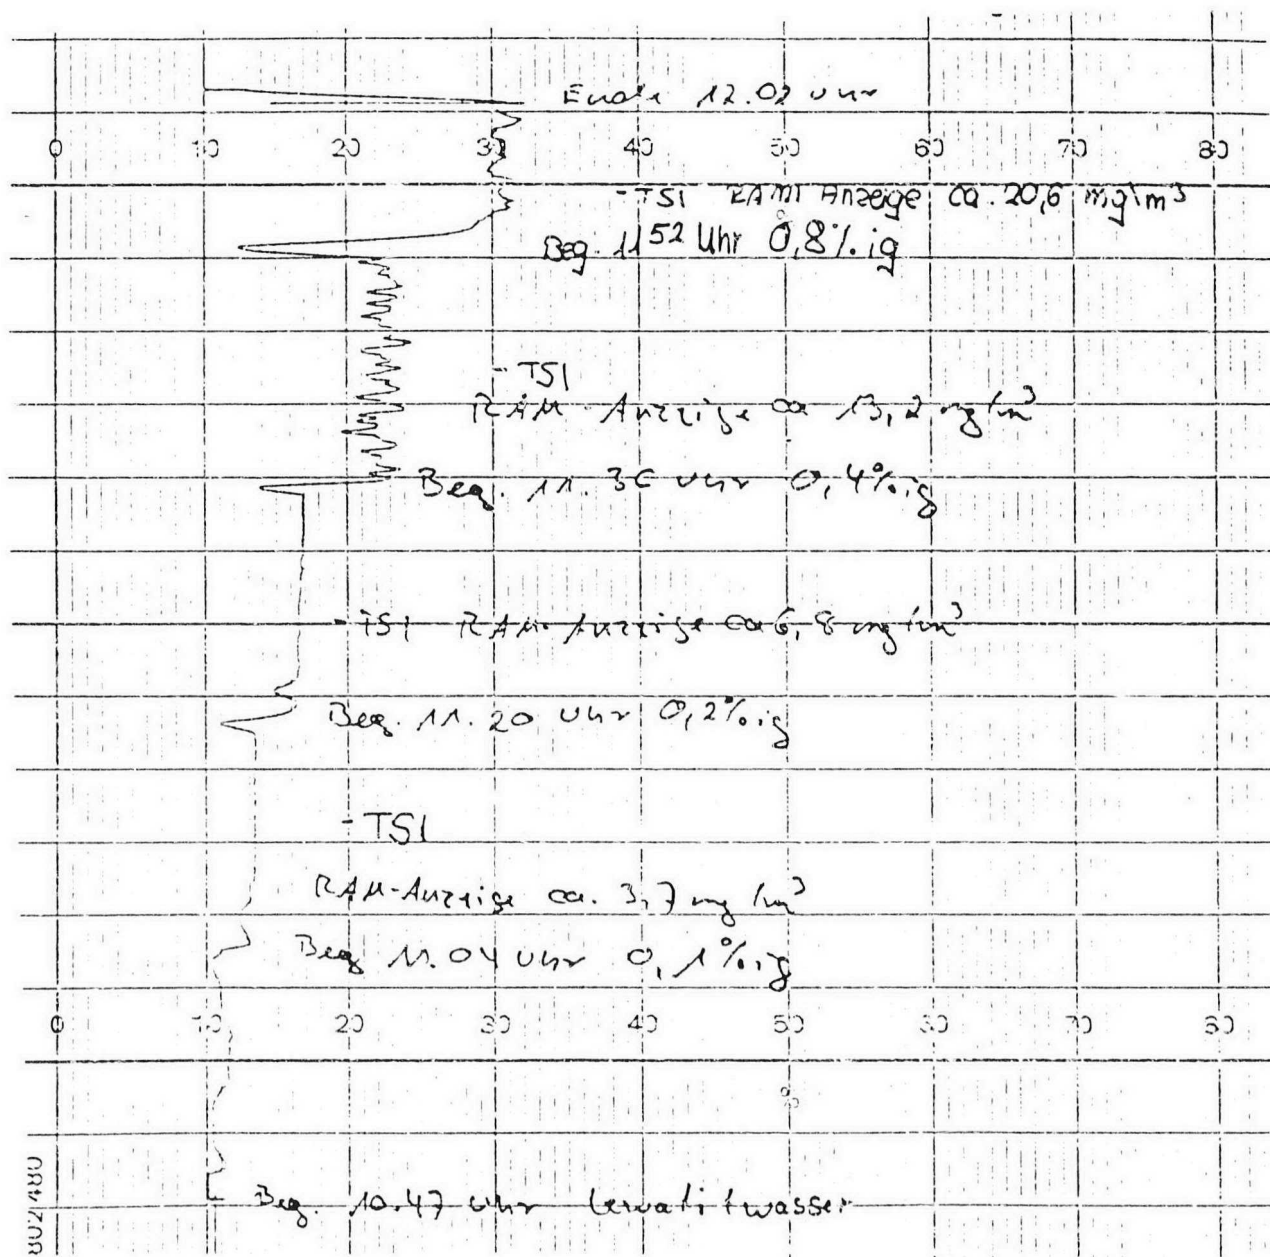 Ende 12.02 Uhr
0 10 20 30 40 50 60 70 80
- TSI RAM Anzeige ca. 20,6 mg/m³
Beg. 11⁵² Uhr 0,8%ig
- TSI
RAM-Anzeige ca 13,2 mg/m³
Beg. 11.36 Uhr 0,4%ig
- TSI RAM-Anzeige ca 6,8 mg/m³
Beg. 11.20 Uhr 0,2%ig
- TSI
RAM-Anzeige ca. 3,7 mg/m³
Beg 11.04 Uhr 0,1%ig
0 10 20 30 40 50 60 70 80
%
Beg. 10.47 Uhr Lewatitwasser
8021480